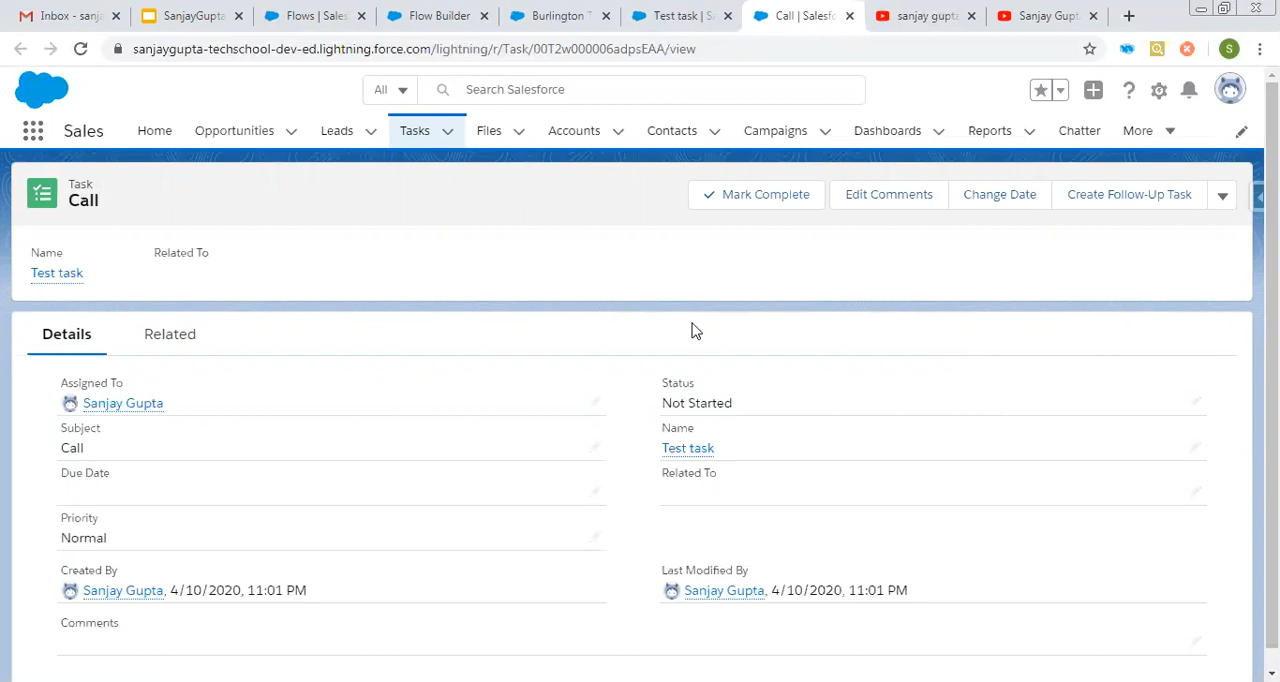 Inbox - sanja
SanjayGupta
Flows | Sales
Flow Builder
Burlington T
Test task | Sa
Call | Salesfo
sanjay gupta
Sanjay Gupt
sanjaygupta-techschool-dev-ed.lightning.force.com/lightning/r/Task/00T2w000006adpsEAA/view
S
All
Search Salesforce
Sales
Home
Opportunities
Leads
Tasks
Files
Accounts
Contacts
Campaigns
Dashboards
Reports
Chatter
More
Task
Call
Mark Complete
Edit Comments
Change Date
Create Follow-Up Task
Name
Related To
Test task
Details
Related
Assigned To
Status
Sanjay Gupta
Not Started
Subject
Name
Call
Test task
Due Date
Related To
Priority
Normal
Created By
Last Modified By
Sanjay Gupta, 4/10/2020, 11:01 PM
Sanjay Gupta, 4/10/2020, 11:01 PM
Comments